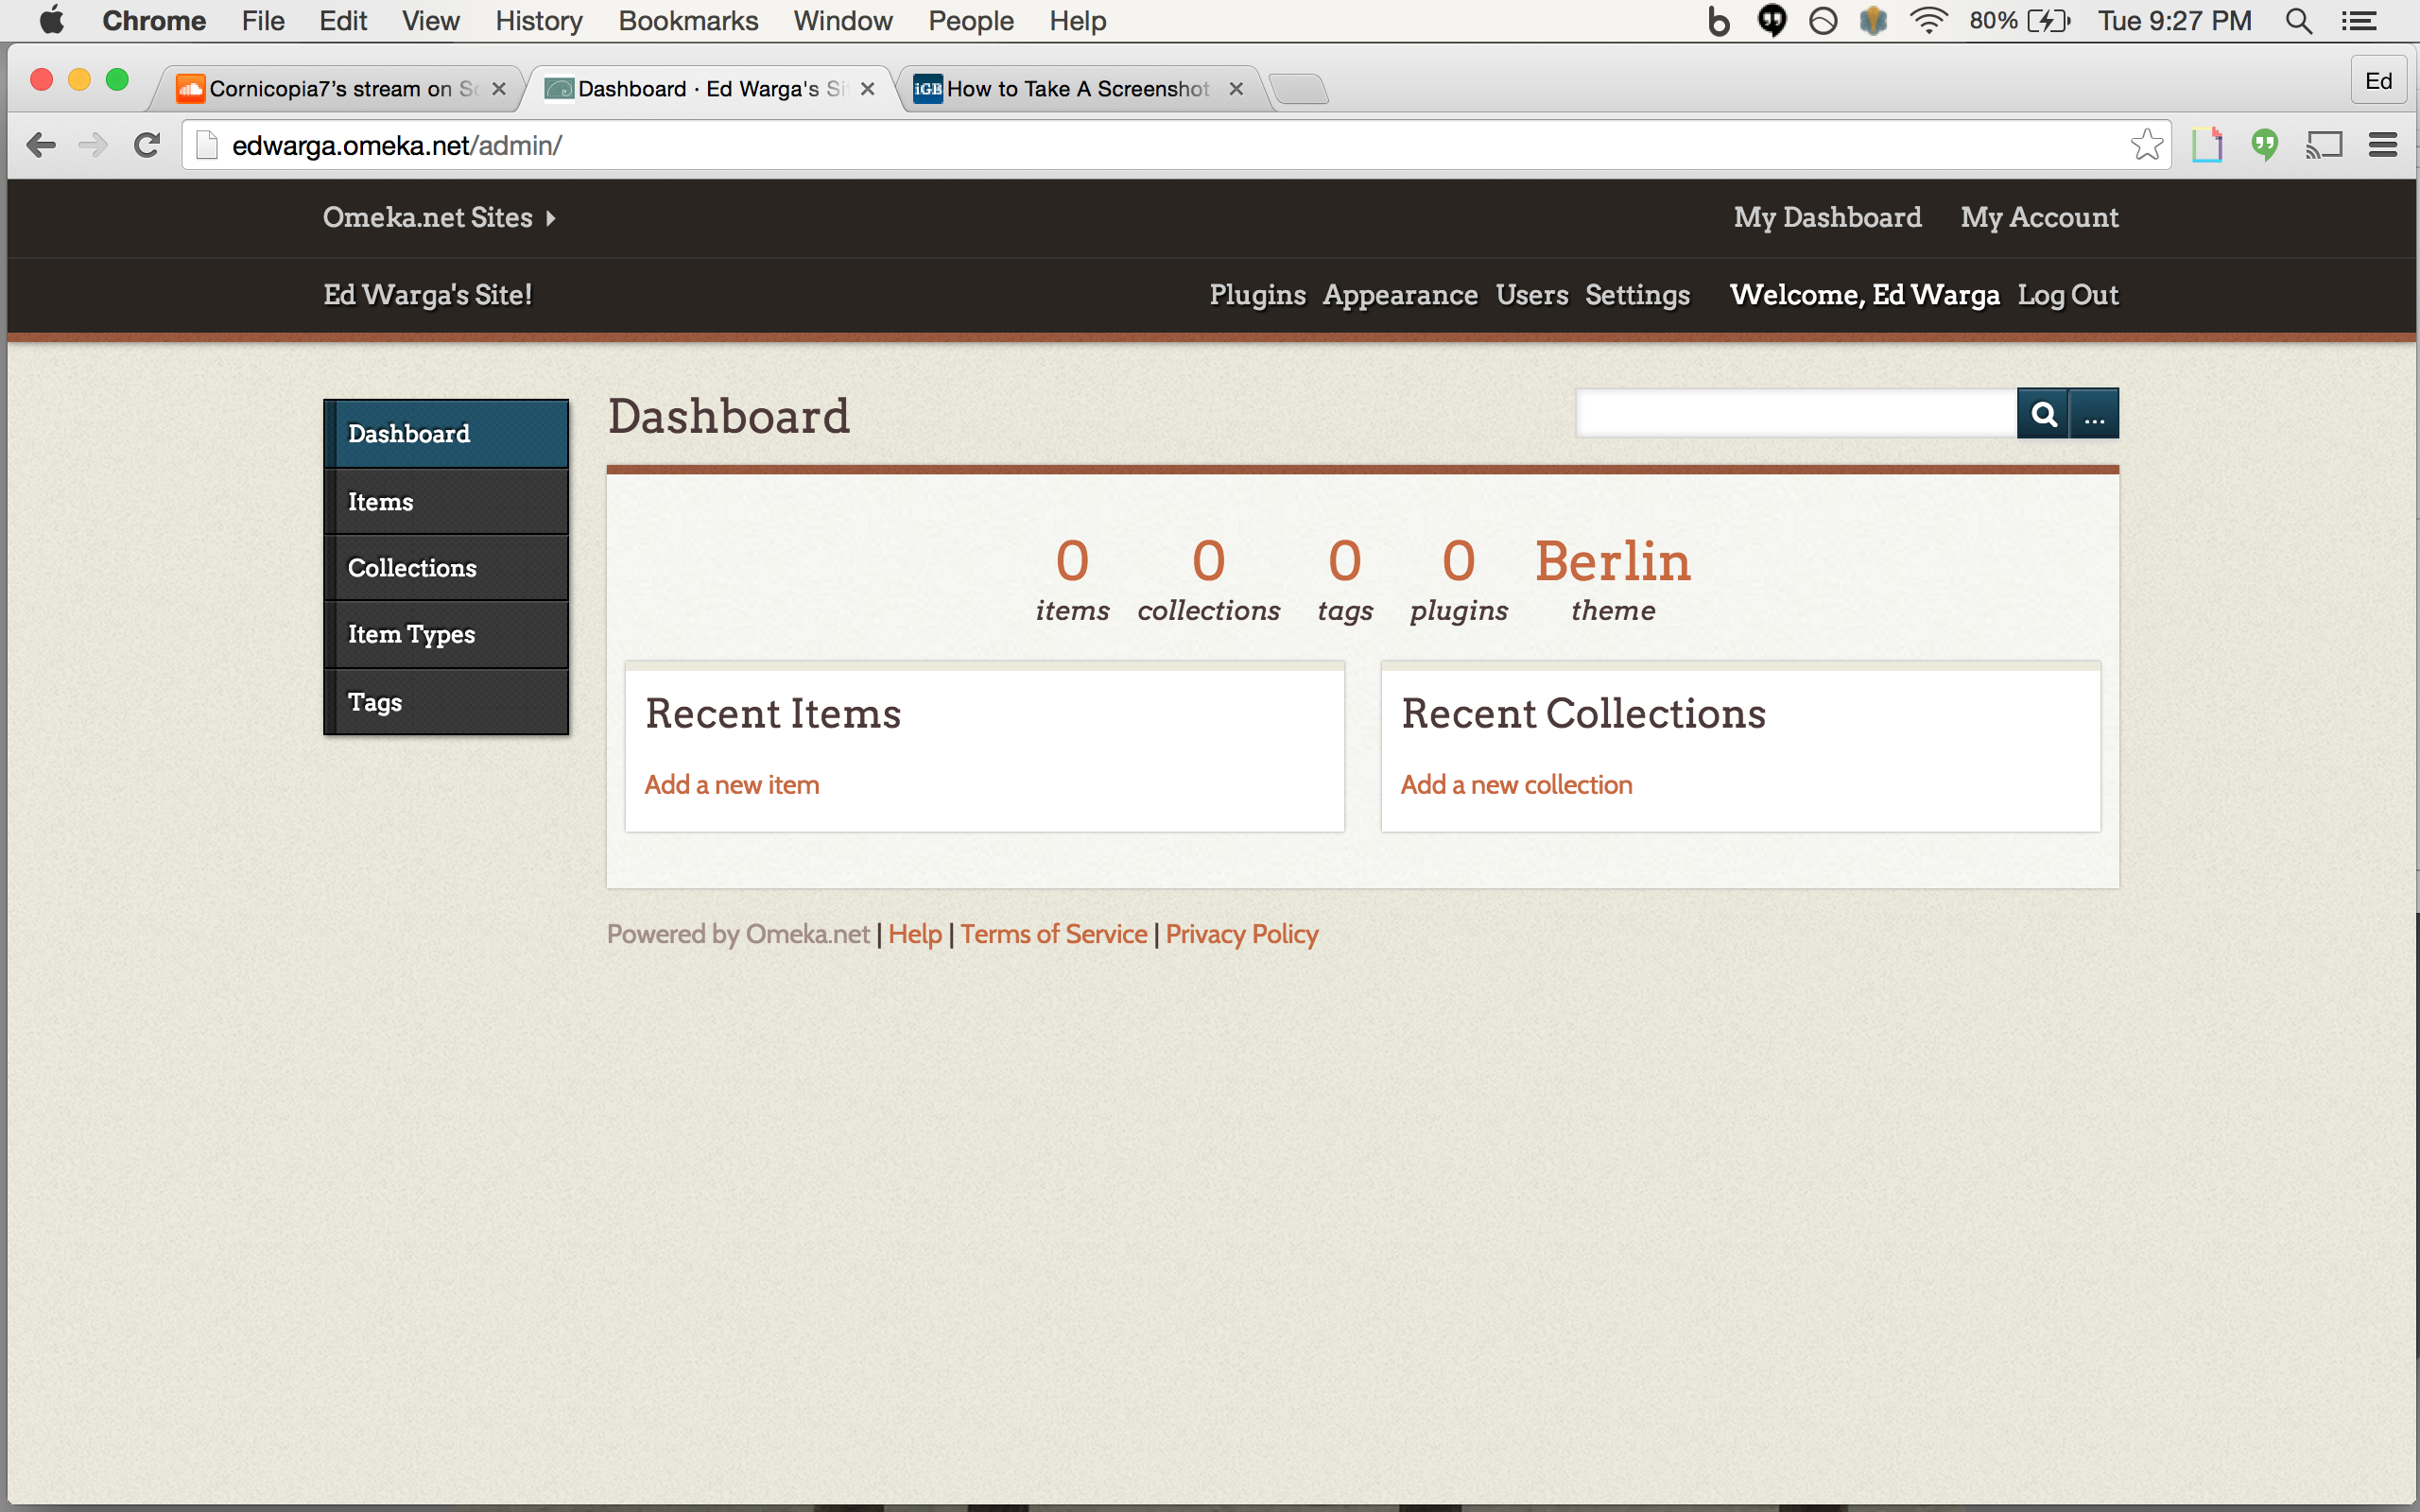 Chrome File Edit View History Bookmarks Window People Help 80% Tue 9:27 PM
Cornicopia7's stream on Dashboard · Ed Warga's iGB How to Take A Screenshot Ed
edwarga.omeka.net/admin/
Omeka.net Sites My Dashboard My Account
Ed Warga's Site! Plugins Appearance Users Settings Welcome, Ed Warga Log Out
Dashboard
Items
Collections
Item Types
Tags
Dashboard
...
0 0 0 0 Berlin
items collections tags plugins theme
Recent Items
Add a new item
Recent Collections
Add a new collection
Powered by Omeka.net | Help | Terms of Service | Privacy Policy